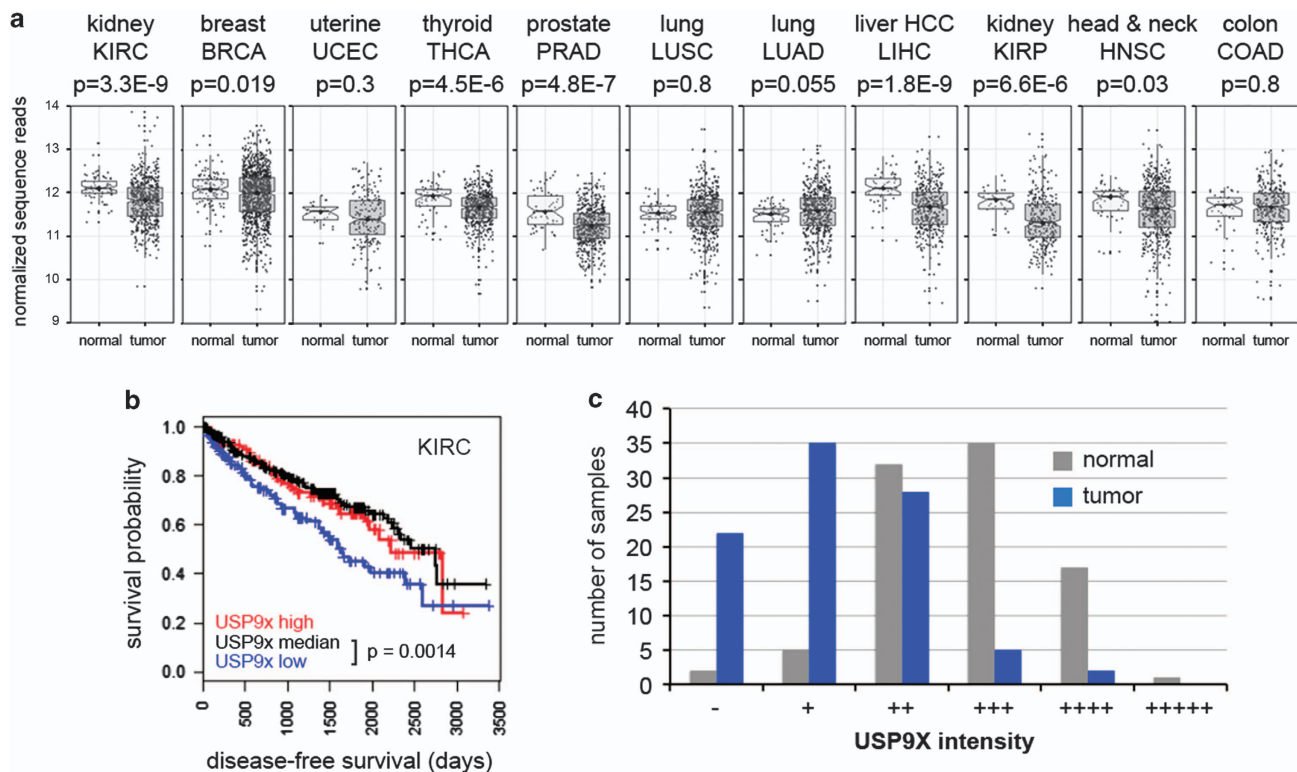 a
kidney breast uterine thyroid prostate lung lung liver HCC kidney head & neck colon
KIRC BRCA UCEC THCA PRAD LUSC LUAD LIHC KIRP HNSC COAD
p=3.3E-9 p=0.019 p=0.3 p=4.5E-6 p=4.8E-7 p=0.8 p=0.055 p=1.8E-9 p=6.6E-6 p=0.03 p=0.8
normalized sequence reads
14
13
12
11
10
9
normal tumor normal tumor normal tumor normal tumor normal tumor normal tumor normal tumor normal tumor normal tumor normal tumor normal tumor
b
KIRC
survival probability
1.0
0.8
0.6
0.4
0.2
0.0
USP9x high
USP9x median
USP9x low
] p = 0.0014
0 500 1000 1500 2000 2500 3000 3500
disease-free survival (days)
c
number of samples
40
35
30
25
20
15
10
5
0
normal
tumor
- + ++ +++ ++++ +++++
USP9X intensity